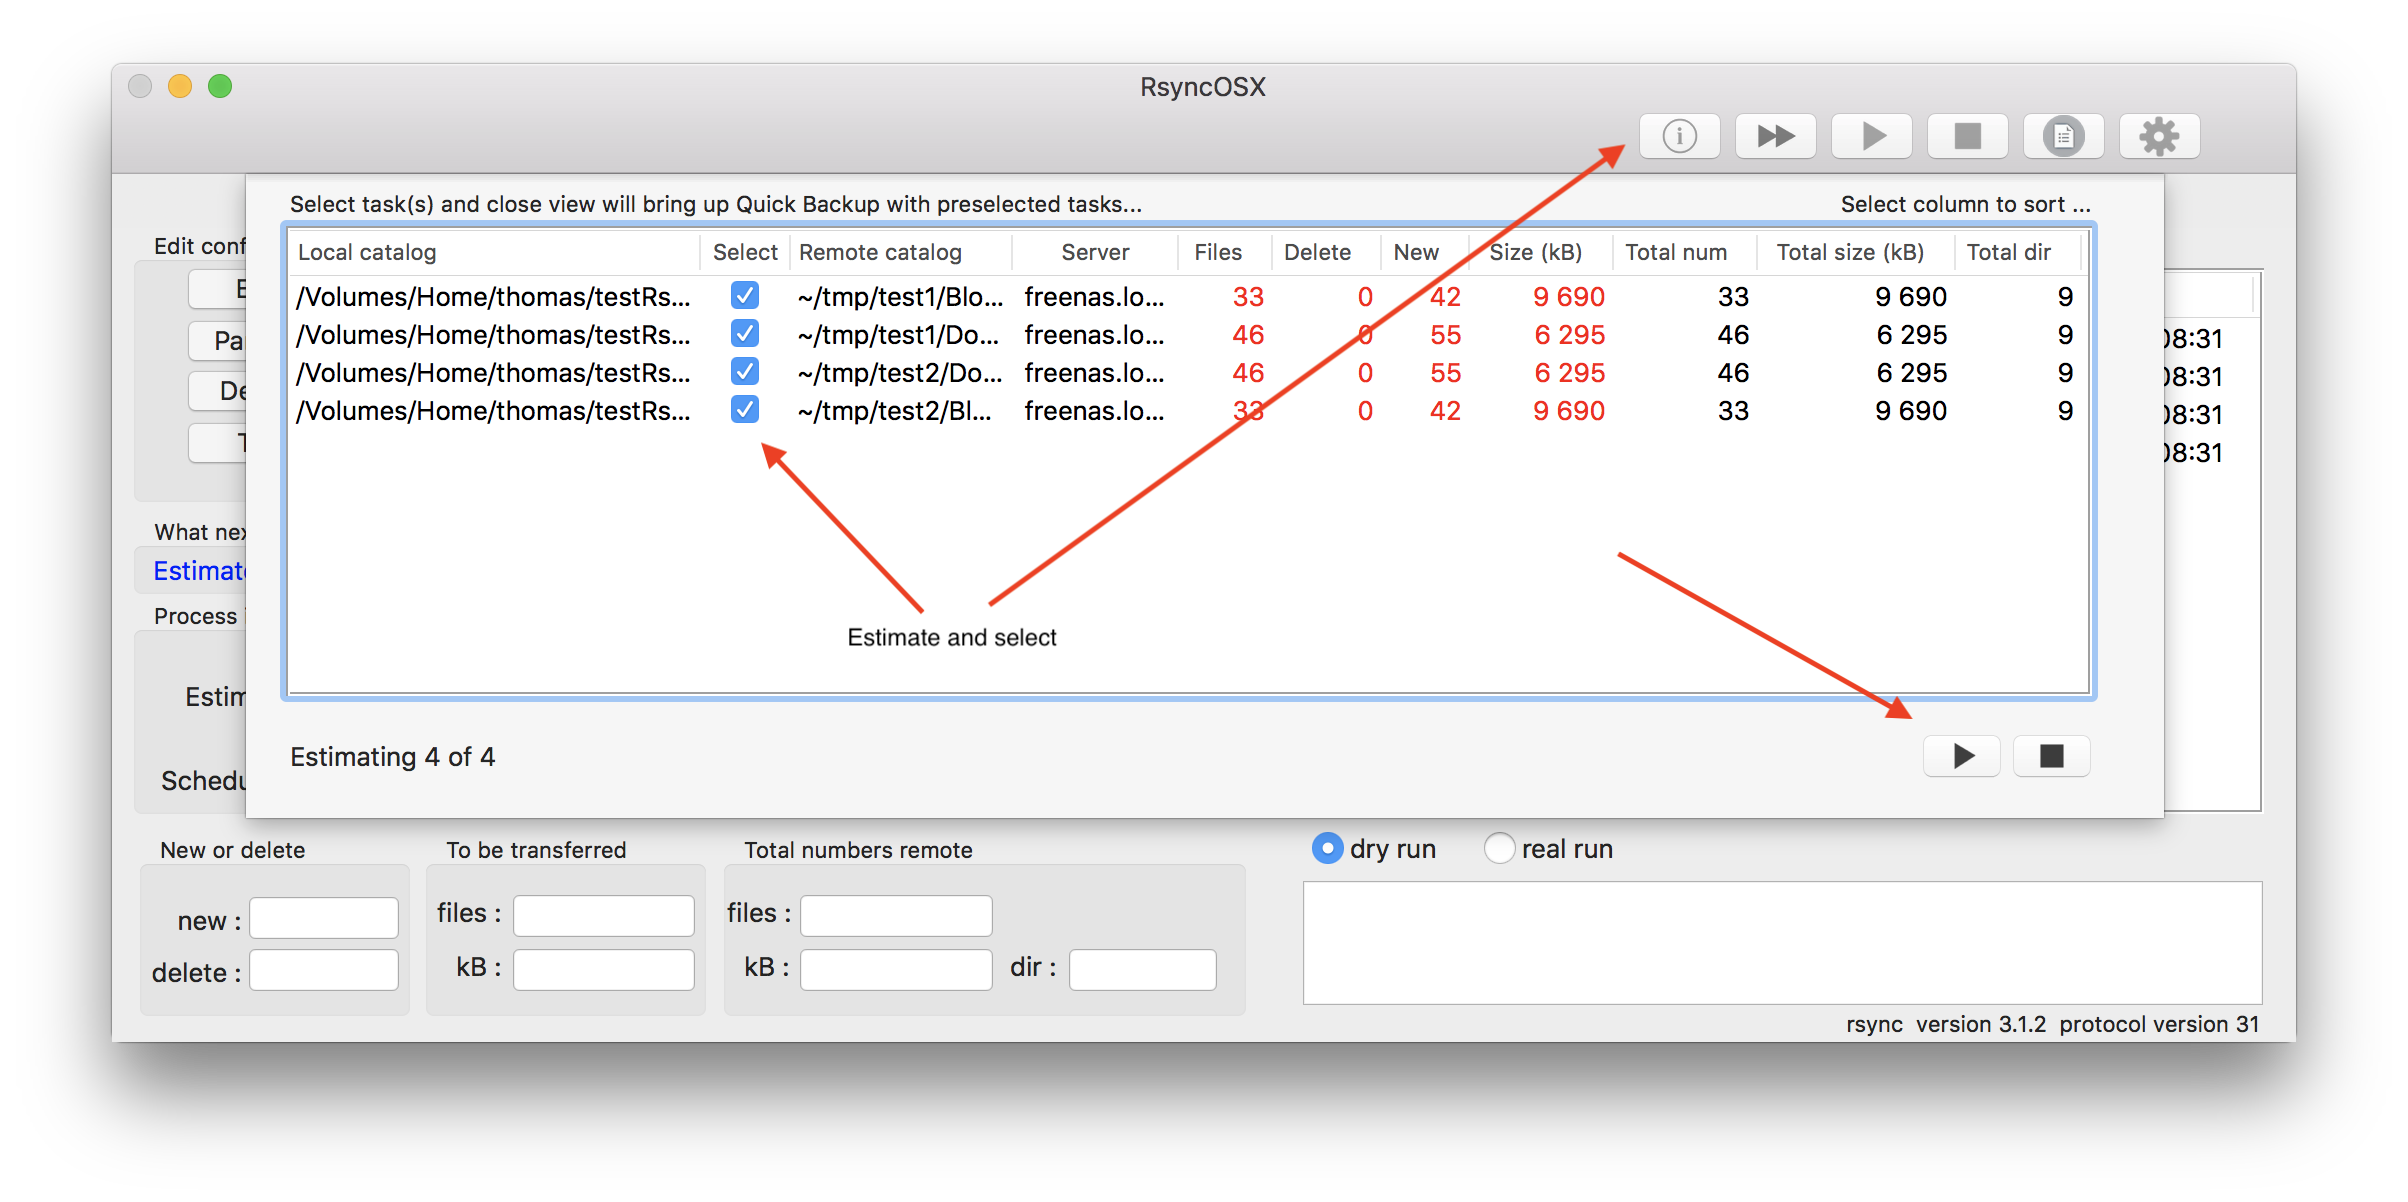 RsyncOSX
Select task(s) and close view will bring up Quick Backup with preselected tasks... Select column to sort ...
Edit conf
Local catalog Select Remote catalog Server Files Delete New Size (kB) Total num Total size (kB) Total dir
/Volumes/Home/thomas/testRs... ~/tmp/test1/Blo... freenas.lo... 33 0 42 9 690 33 9 690 9
/Volumes/Home/thomas/testRs... ~/tmp/test1/Do... freenas.lo... 46 0 55 6 295 46 6 295 9
/Volumes/Home/thomas/testRs... ~/tmp/test2/Do... freenas.lo... 46 0 55 6 295 46 6 295 9
/Volumes/Home/thomas/testRs... ~/tmp/test2/Bl... freenas.lo... 33 0 42 9 690 33 9 690 9
E
Pa
De
T
08:31
08:31
08:31
08:31
What nex
Estimate
Process i
Estim
Schedu
Estimate and select
Estimating 4 of 4
New or delete
new :
delete :
To be transferred
files :
kB :
Total numbers remote
files :
kB : dir :
dry run real run
rsync version 3.1.2 protocol version 31